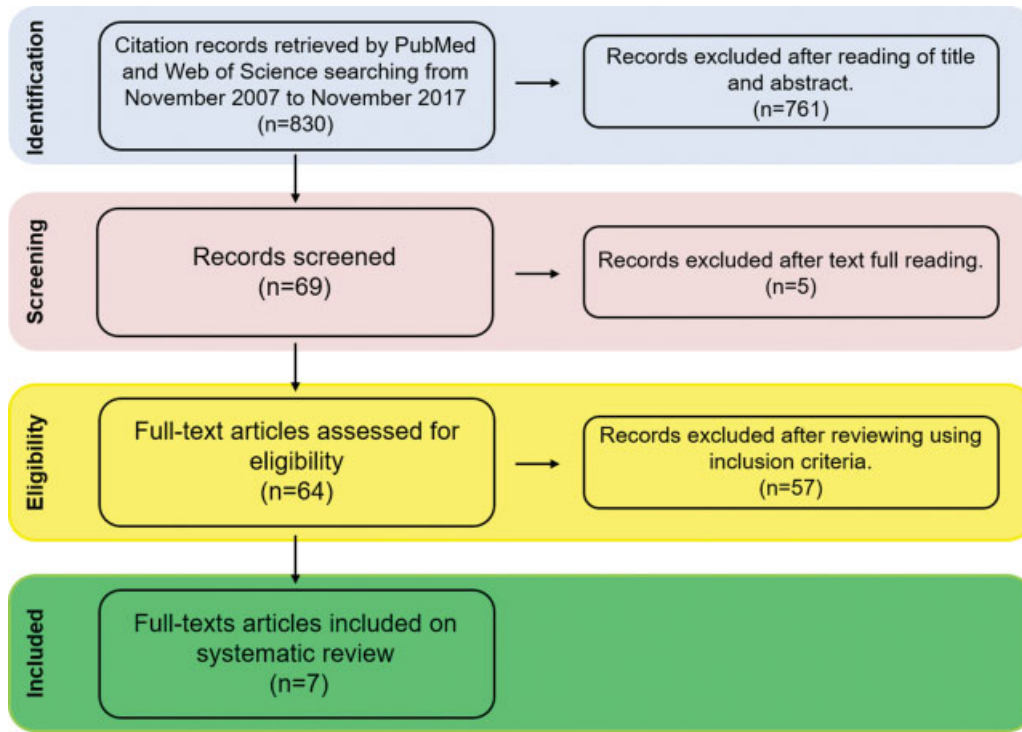 Identification
Citation records retrieved by PubMed
and Web of Science searching from
November 2007 to November 2017
(n=830)
Records excluded after reading of title
and abstract.
(n=761)
Screening
Records screened
(n=69)
Records excluded after text full reading.
(n=5)
Eligibility
Full-text articles assessed for
eligibility
(n=64)
Records excluded after reviewing using
inclusion criteria.
(n=57)
Included
Full-texts articles included on
systematic review
(n=7)